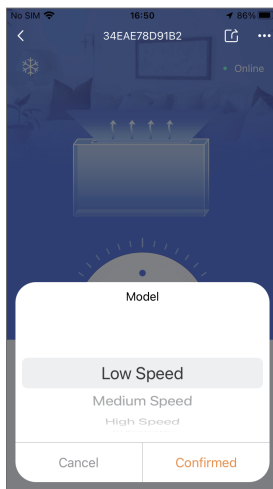 No SIM 16:50 86%
34EAE78D91B2
Online
Model
Low Speed
Medium Speed
High Speed
Cancel Confirmed